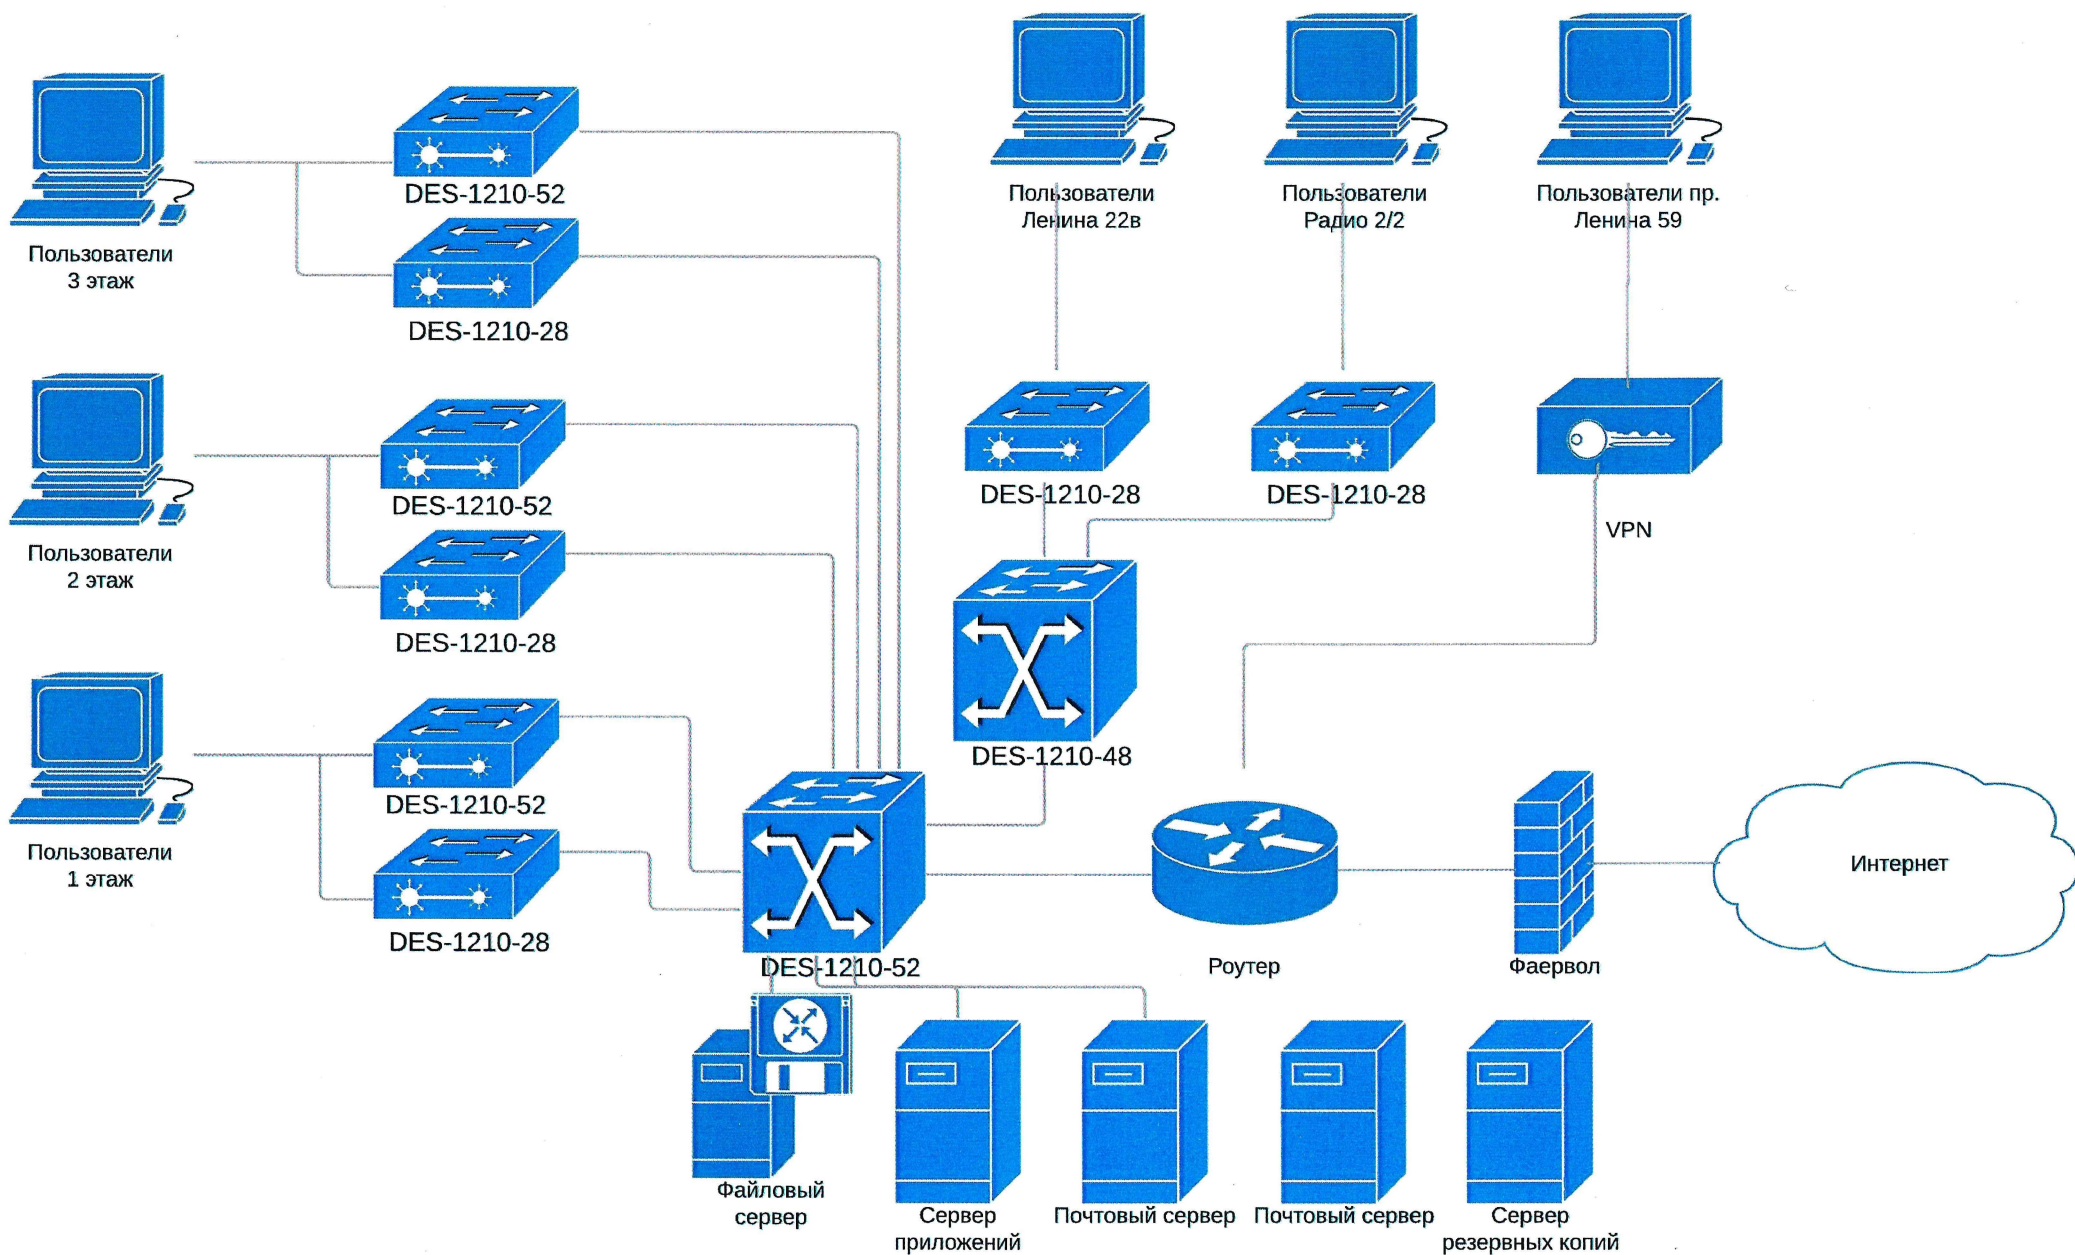 Пользователи
Ленина 22в
Пользователи
Радио 2/2
Пользователи пр.
Ленина 59
DES-1210-52
Пользователи
3 этаж
DES-1210-28
DES-1210-52
DES-1210-28
DES-1210-28
VPN
Пользователи
2 этаж
DES-1210-28
DES-1210-48
DES-1210-52
Пользователи
1 этаж
DES-1210-28
Интернет
DES-1210-52
Роутер
Фаервол
Файловый
сервер
Сервер
приложений
Почтовый сервер
Почтовый сервер
Сервер
резервных копий